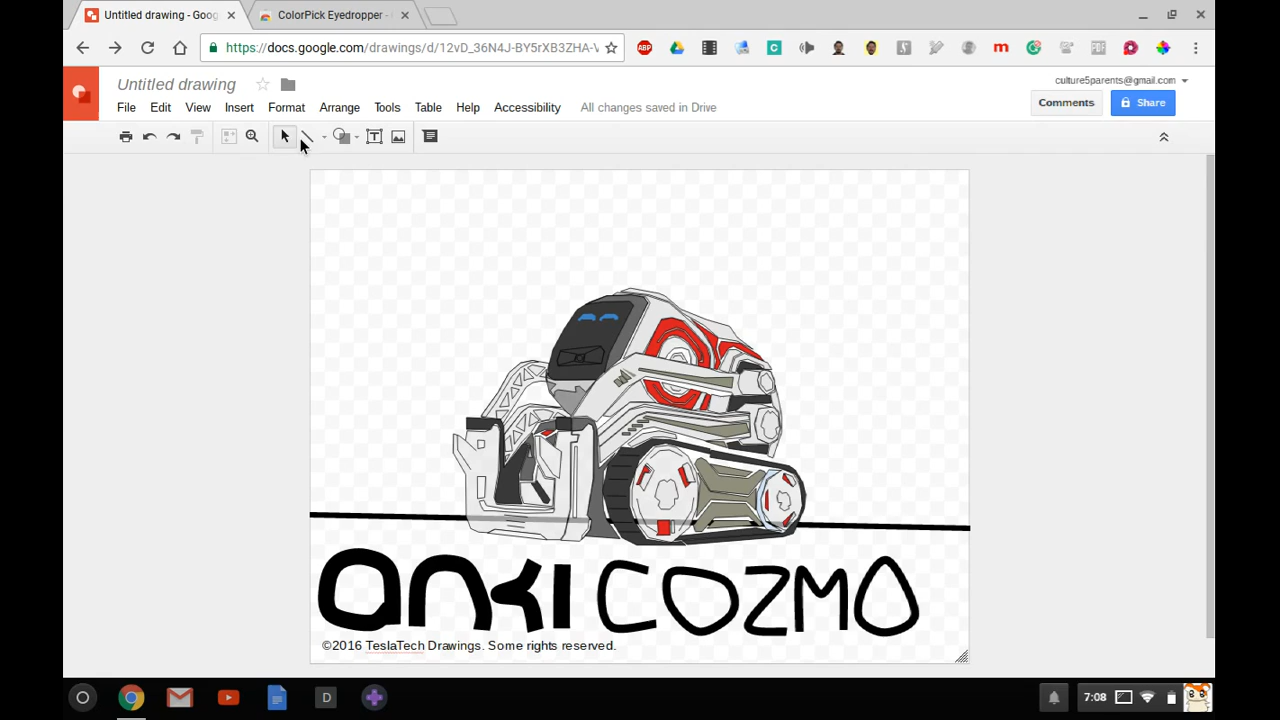 Untitled drawing - Goog
ColorPick Eyedropper -
https://docs.google.com/drawings/d/12vD_36N4J-BY5rXB3ZHA-V
ABP
Untitled drawing
culture5parents@gmail.com
File Edit View Insert Format Arrange Tools Table Help Accessibility All changes saved in Drive
Comments
Share
anki COZMO
©2016 TeslaTech Drawings. Some rights reserved.
D
7:08